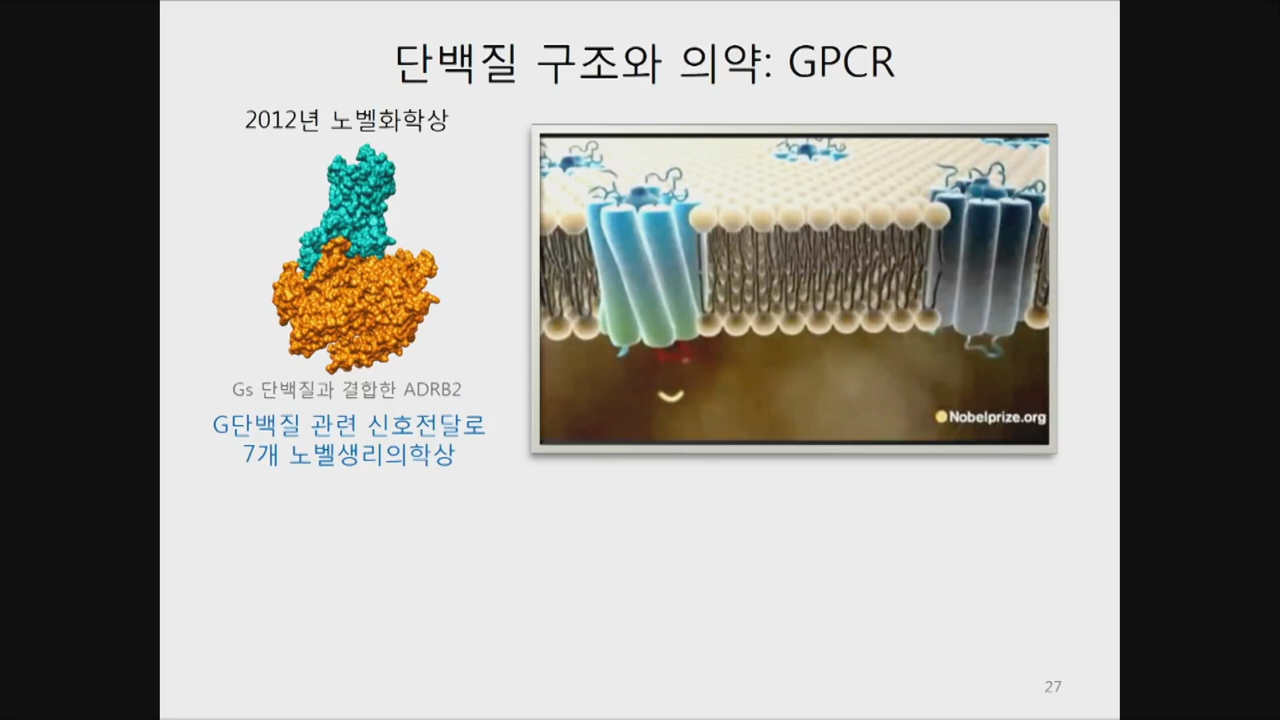 단백질 구조와 의약: GPCR
2012년 노벨화학상
Gs 단백질과 결합한 ADRB2
G단백질 관련 신호전달로
7개 노벨생리의학상
Nobelprize.org
27